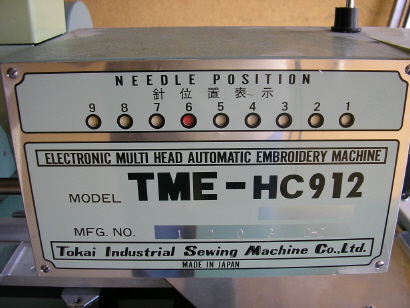 NEEDLE POSITION
針位置表示
9 8 7 6 5 4 3 2 1
ELECTRONIC MULTI HEAD AUTOMATIC EMBROIDERY MACHINE
MODEL TME-HC912
MFG. NO.
Tokai Industrial Sewing Machine Co., Ltd.
MADE IN JAPAN